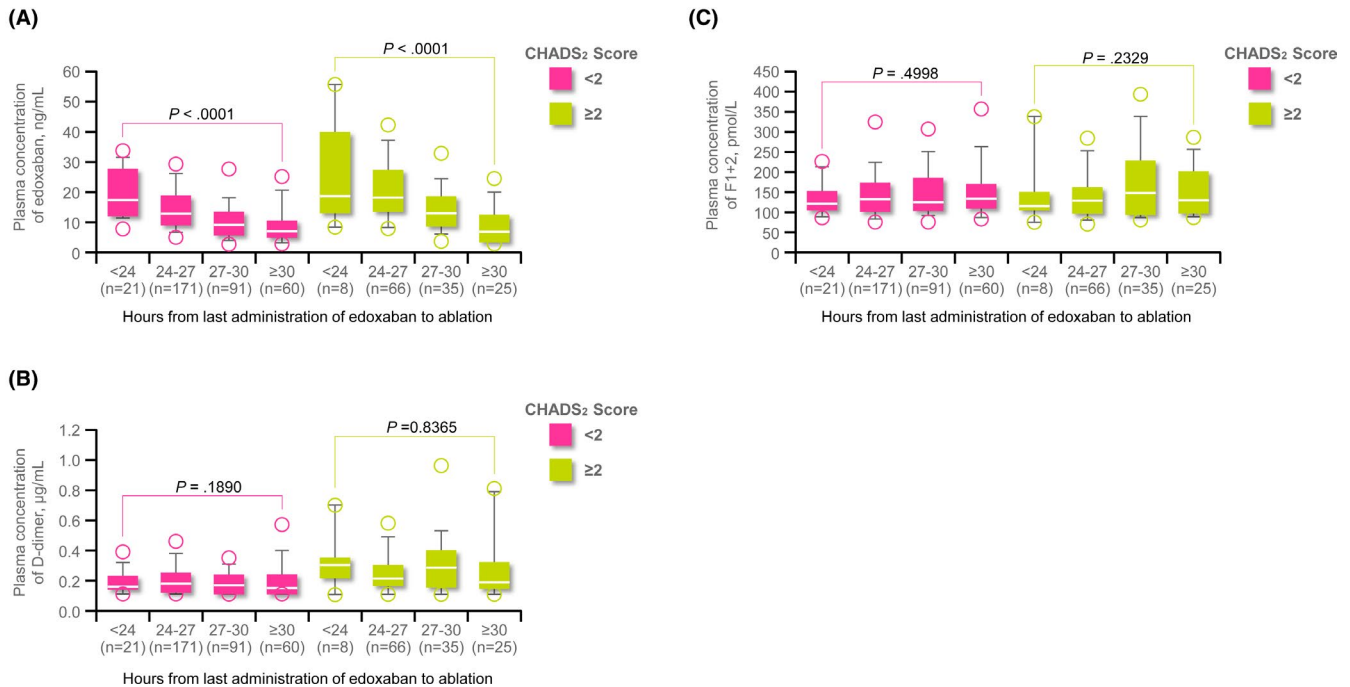 (A)
P < .0001
P < .0001
CHADS₂ Score
<2
≥2
Plasma concentration
of edoxaban, ng/mL
60
50
40
30
20
10
0
<24 24-27 27-30 ≥30 <24 24-27 27-30 ≥30
(n=21) (n=171) (n=91) (n=60) (n=8) (n=66) (n=35) (n=25)
Hours from last administration of edoxaban to ablation
(C)
P = .4998
P = .2329
CHADS₂ Score
<2
≥2
Plasma concentration
of F1+2, pmol/L
450
400
350
300
250
200
150
100
50
0
<24 24-27 27-30 ≥30 <24 24-27 27-30 ≥30
(n=21) (n=171) (n=91) (n=60) (n=8) (n=66) (n=35) (n=25)
Hours from last administration of edoxaban to ablation
(B)
P = .1890
P =0.8365
CHADS₂ Score
<2
≥2
Plasma concentration
of D-dimer, µg/mL
1.2
1.0
0.8
0.6
0.4
0.2
0.0
<24 24-27 27-30 ≥30 <24 24-27 27-30 ≥30
(n=21) (n=171) (n=91) (n=60) (n=8) (n=66) (n=35) (n=25)
Hours from last administration of edoxaban to ablation